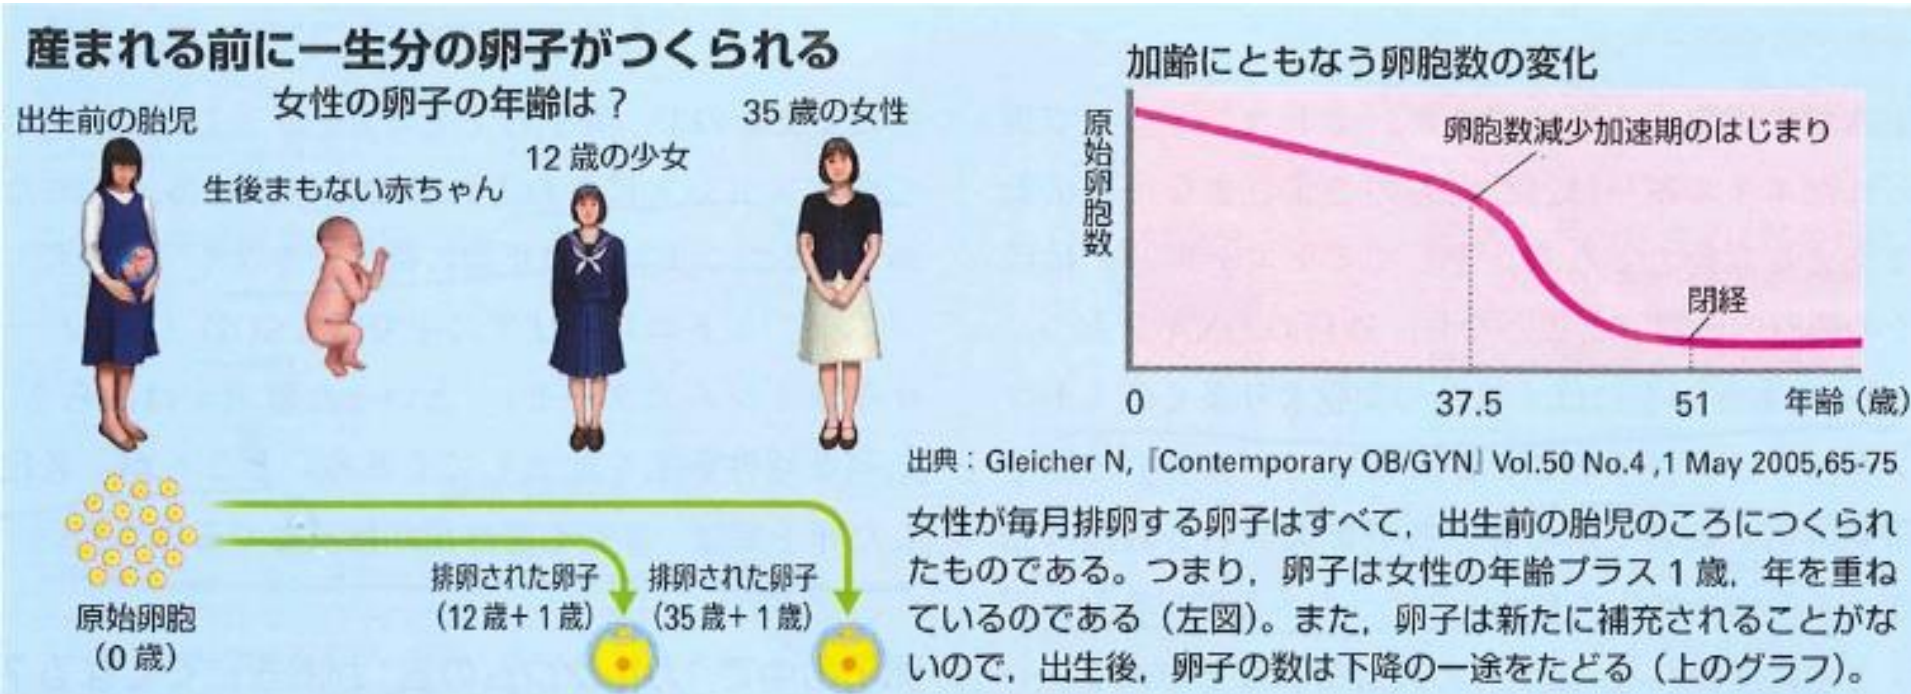 産まれる前に一生分の卵子がつくられる
女性の卵子の年齢は？
出生前の胎児
生後まもない赤ちゃん
12歳の少女
35歳の女性
原始卵胞
（0歳）
排卵された卵子
（12歳＋1歳）
排卵された卵子
（35歳＋1歳）
加齢にともなう卵胞数の変化
原始卵胞数
卵胞数減少加速期のはじまり
閉経
0
37.5
51
年齢（歳）
出典：Gleicher N,『Contemporary OB/GYN』Vol.50 No.4 ,1 May 2005,65-75
女性が毎月排卵する卵子はすべて，出生前の胎児のころにつくられ
たものである。つまり，卵子は女性の年齢プラス1歳，年を重ね
ているのである（左図）。また，卵子は新たに補充されることがな
いので，出生後，卵子の数は下降の一途をたどる（上のグラフ）。